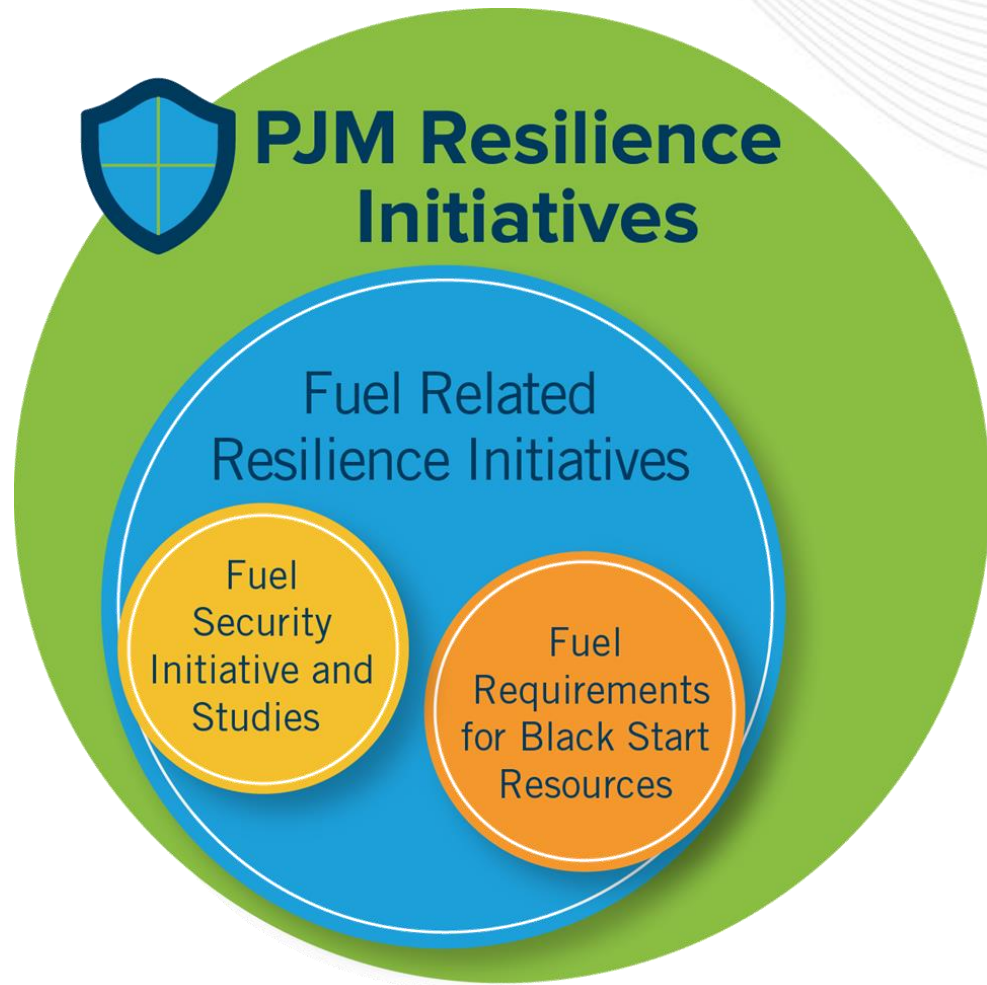 PJM Resilience
Initiatives
Fuel Related
Resilience Initiatives
Fuel
Security
Initiative and
Studies
Fuel
Requirements
for Black Start
Resources